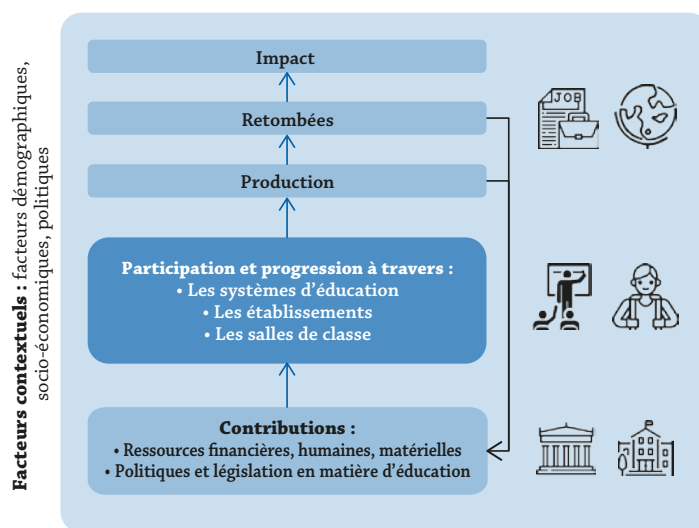 Facteurs contextuels : facteurs démographiques,
socio-économiques, politiques
Impact
Retombées
Production
Participation et progression à travers :
• Les systèmes d'éducation
• Les établissements
• Les salles de classe
Contributions :
• Ressources financières, humaines, matérielles
• Politiques et législation en matière d'éducation
JOB